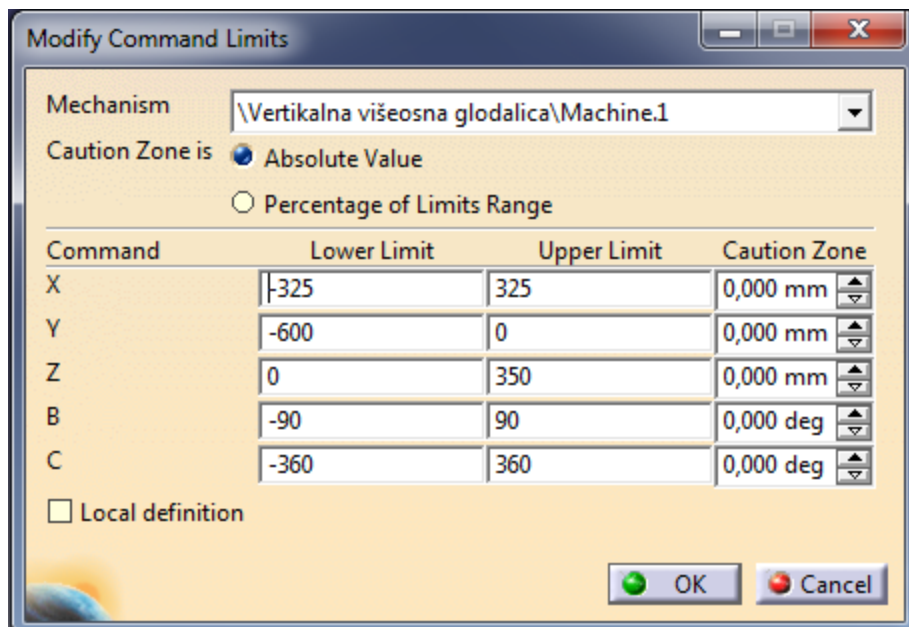 Modify Command Limits
Mechanism \Vertikalna višeosna glodalica\Machine.1
Caution Zone is Absolute Value
Percentage of Limits Range
Command Lower Limit Upper Limit Caution Zone
X -325 325 0,000 mm
Y -600 0 0,000 mm
Z 0 350 0,000 mm
B -90 90 0,000 deg
C -360 360 0,000 deg
Local definition
OK Cancel